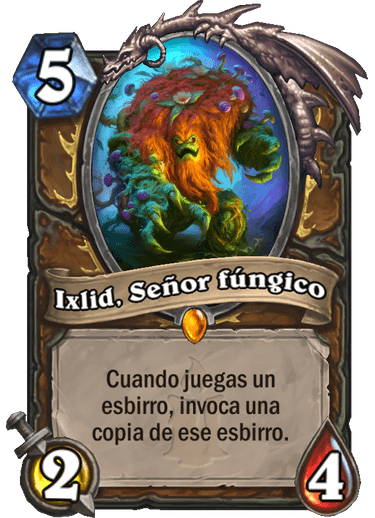 5
Ixlid, Señor fúngico
Cuando juegas un
esbirro, invoca una
copia de ese esbirro.
2
4